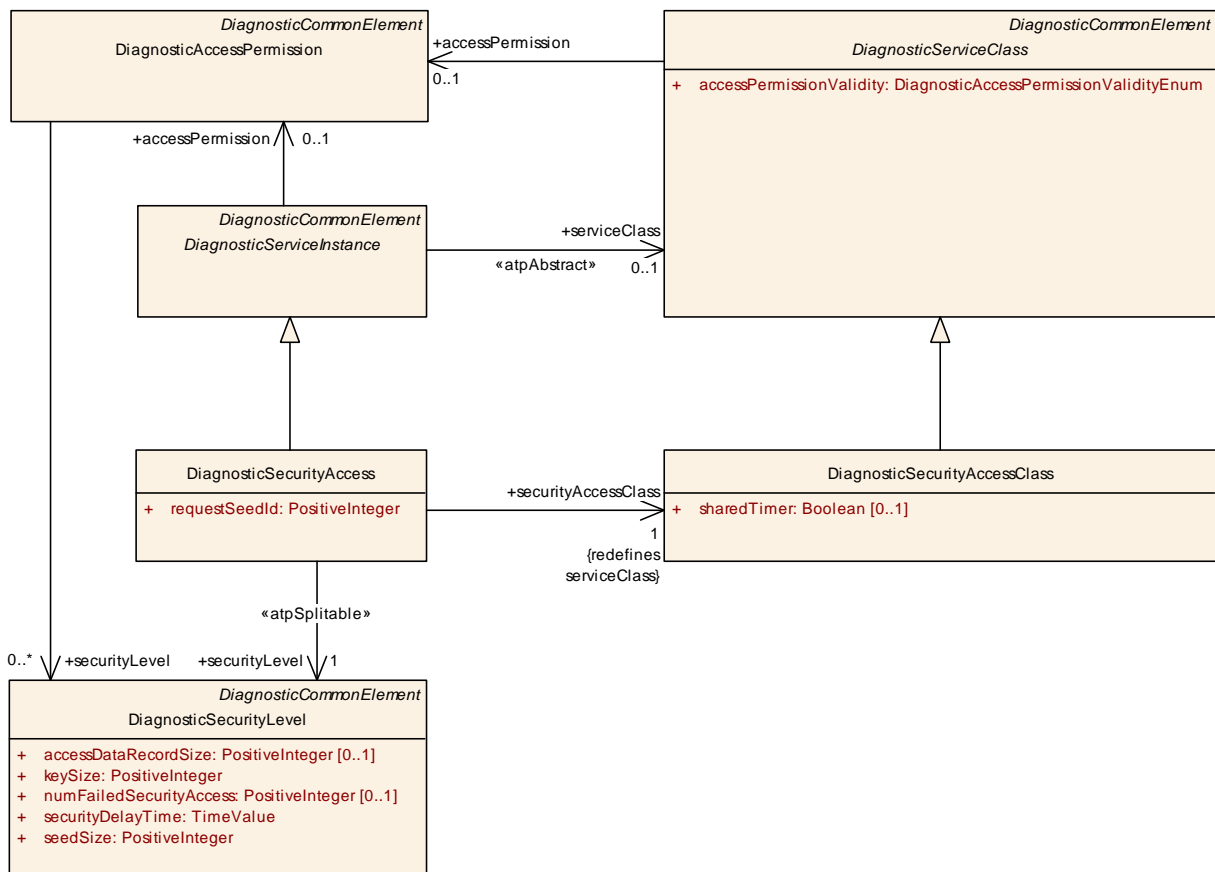 DiagnosticCommonElement
DiagnosticAccessPermission
DiagnosticCommonElement
DiagnosticServiceClass
+ accessPermissionValidity: DiagnosticAccessPermissionValidityEnum
+accessPermission
0..1
+accessPermission
0..1
DiagnosticCommonElement
DiagnosticServiceInstance
+serviceClass
«atpAbstract»
0..1
DiagnosticSecurityAccess
+ requestSeedId: PositiveInteger
+securityAccessClass
1
{redefines
serviceClass}
DiagnosticSecurityAccessClass
+ sharedTimer: Boolean [0..1]
«atpSplitable»
0..*
+securityLevel
+securityLevel
1
DiagnosticCommonElement
DiagnosticSecurityLevel
+ accessDataRecordSize: PositiveInteger [0..1]
+ keySize: PositiveInteger
+ numFailedSecurityAccess: PositiveInteger [0..1]
+ securityDelayTime: TimeValue
+ seedSize: PositiveInteger